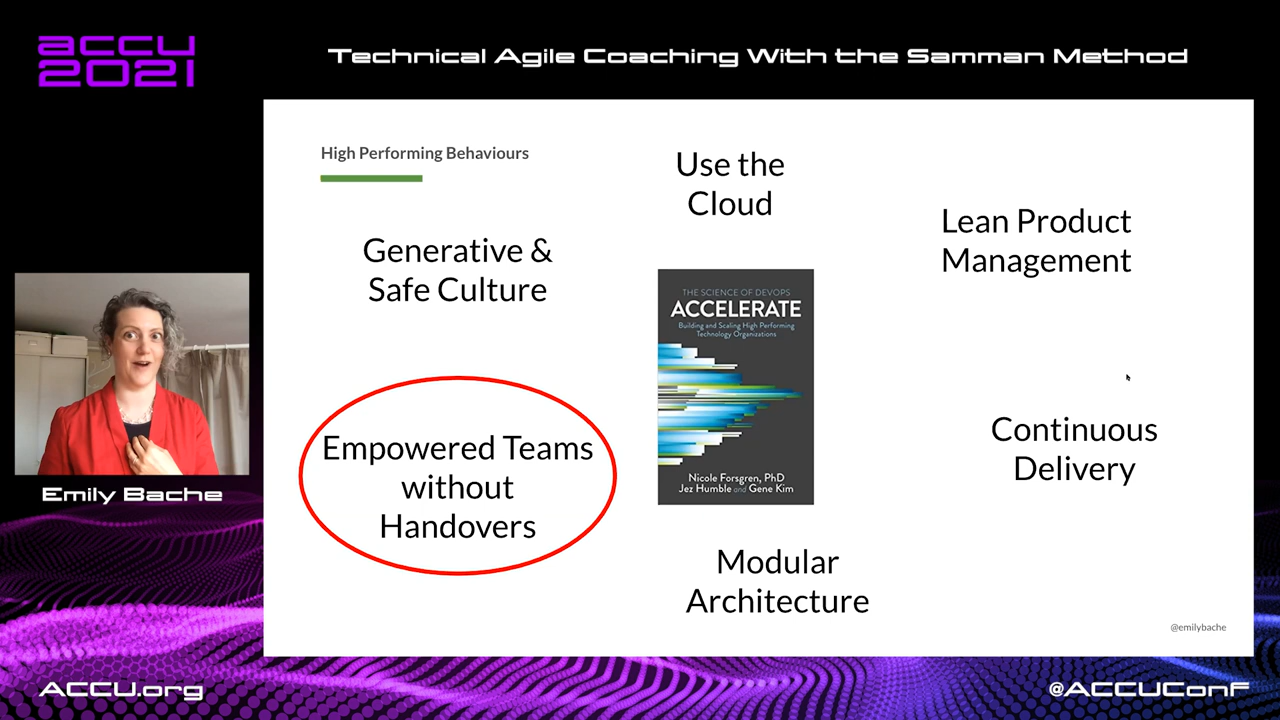 accu
2021
Technical Agile Coaching With the Samman Method
High Performing Behaviours
Use the
Cloud
Lean Product
Management
Generative &
Safe Culture
THE SCIENCE OF DEVOPS
ACCELERATE
Building and Scaling High Performing
Technology Organizations
Nicole Forsgren, PhD
Jez Humble and Gene Kim
Empowered Teams
without
Handovers
Continuous
Delivery
Modular
Architecture
@emilybache
Emily Bache
ACCU.org
@ACCUConf